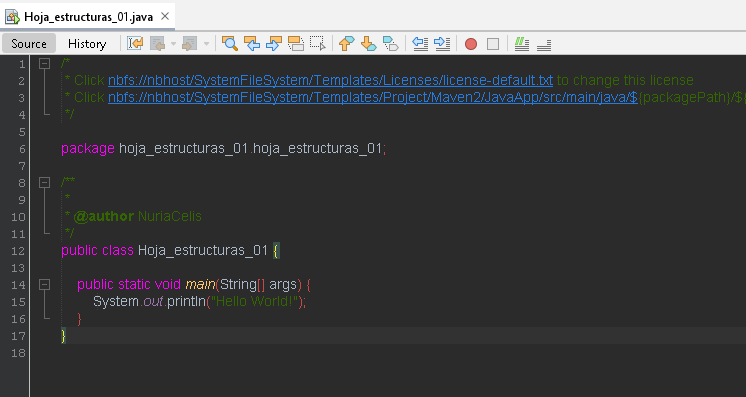 Hoja_estructuras_01.java
Source History
1 /*
2 * Click nbfs://nbhost/SystemFileSystem/Templates/Licenses/license-default.txt to change this license
3 * Click nbfs://nbhost/SystemFileSystem/Templates/Project/Maven2/JavaApp/src/main/java/${packagePath}/${
4 */
5
6 package hoja_estructuras_01.hoja_estructuras_01;
7
8 /**
9 *
10 * @author NuriaCelis
11 */
12 public class Hoja_estructuras_01 {
13
14 public static void main(String[] args) {
15 System.out.println("Hello World!");
16 }
17 }
18